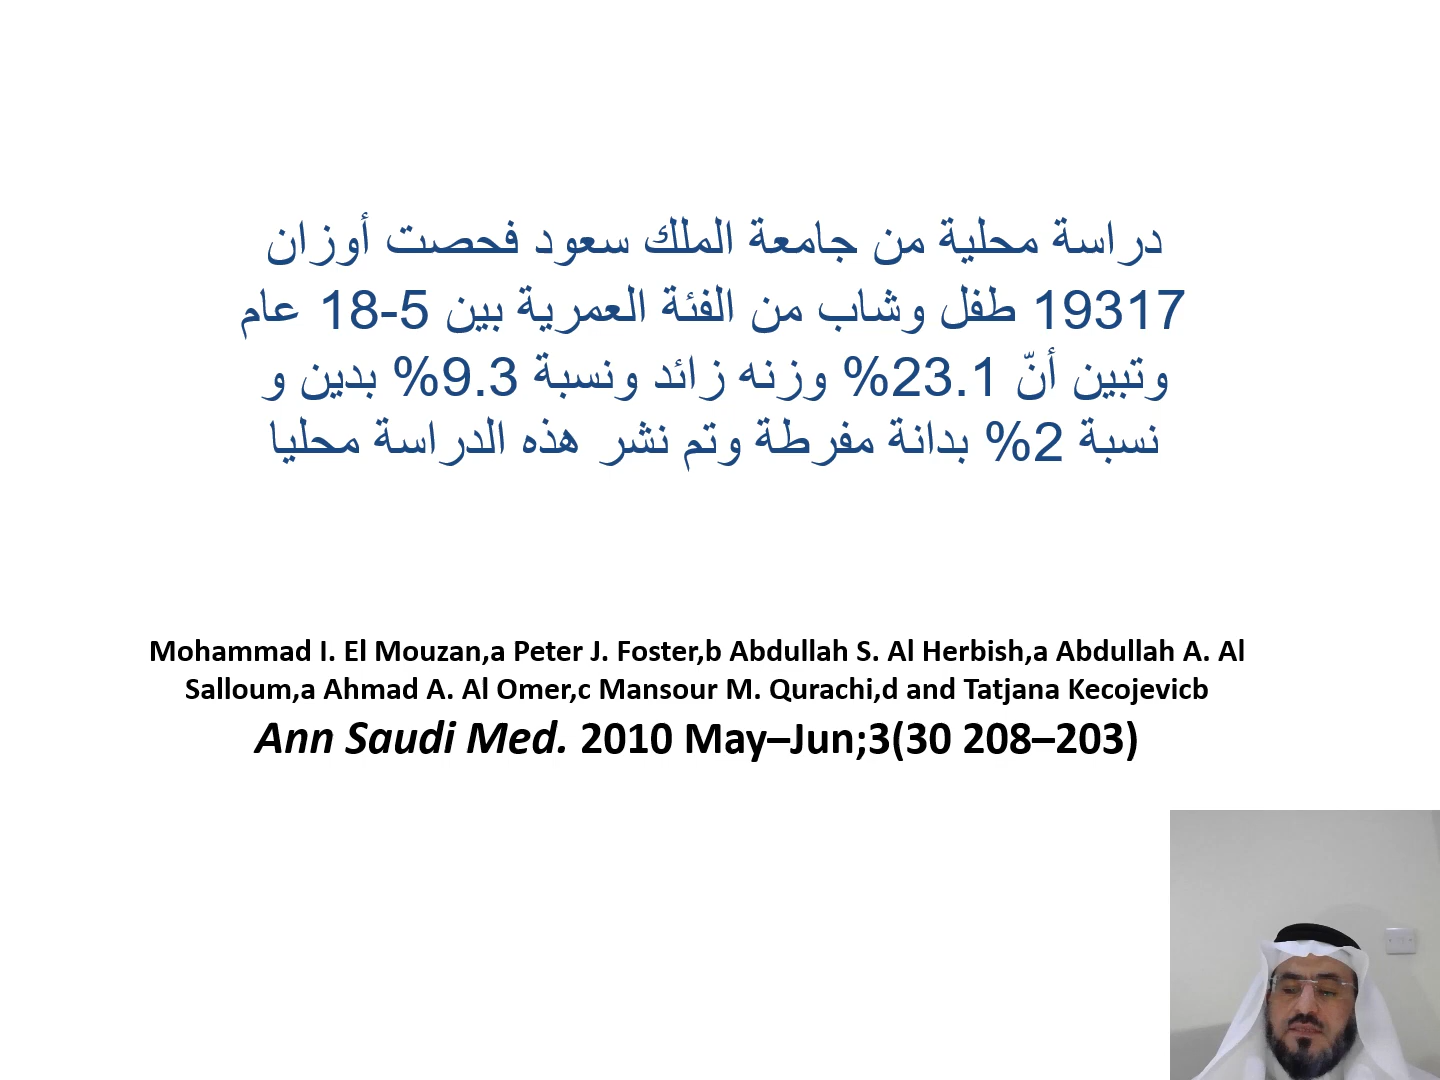 دراسة محلية من جامعة الملك سعود فحصت أوزان
19317 طفل وشاب من الفئة العمرية بين 5-18 عام
وتبين أنّ 23.1% وزنه زائد ونسبة 9.3% بدين و
نسبة 2% بدانة مفرطة وتم نشر هذه الدراسة محليا
Mohammad I. El Mouzan,a Peter J. Foster,b Abdullah S. Al Herbish,a Abdullah A. Al
Salloum,a Ahmad A. Al Omer,c Mansour M. Qurachi,d and Tatjana Kecojevicb
Ann Saudi Med. 2010 May–Jun;3(30 208–203)